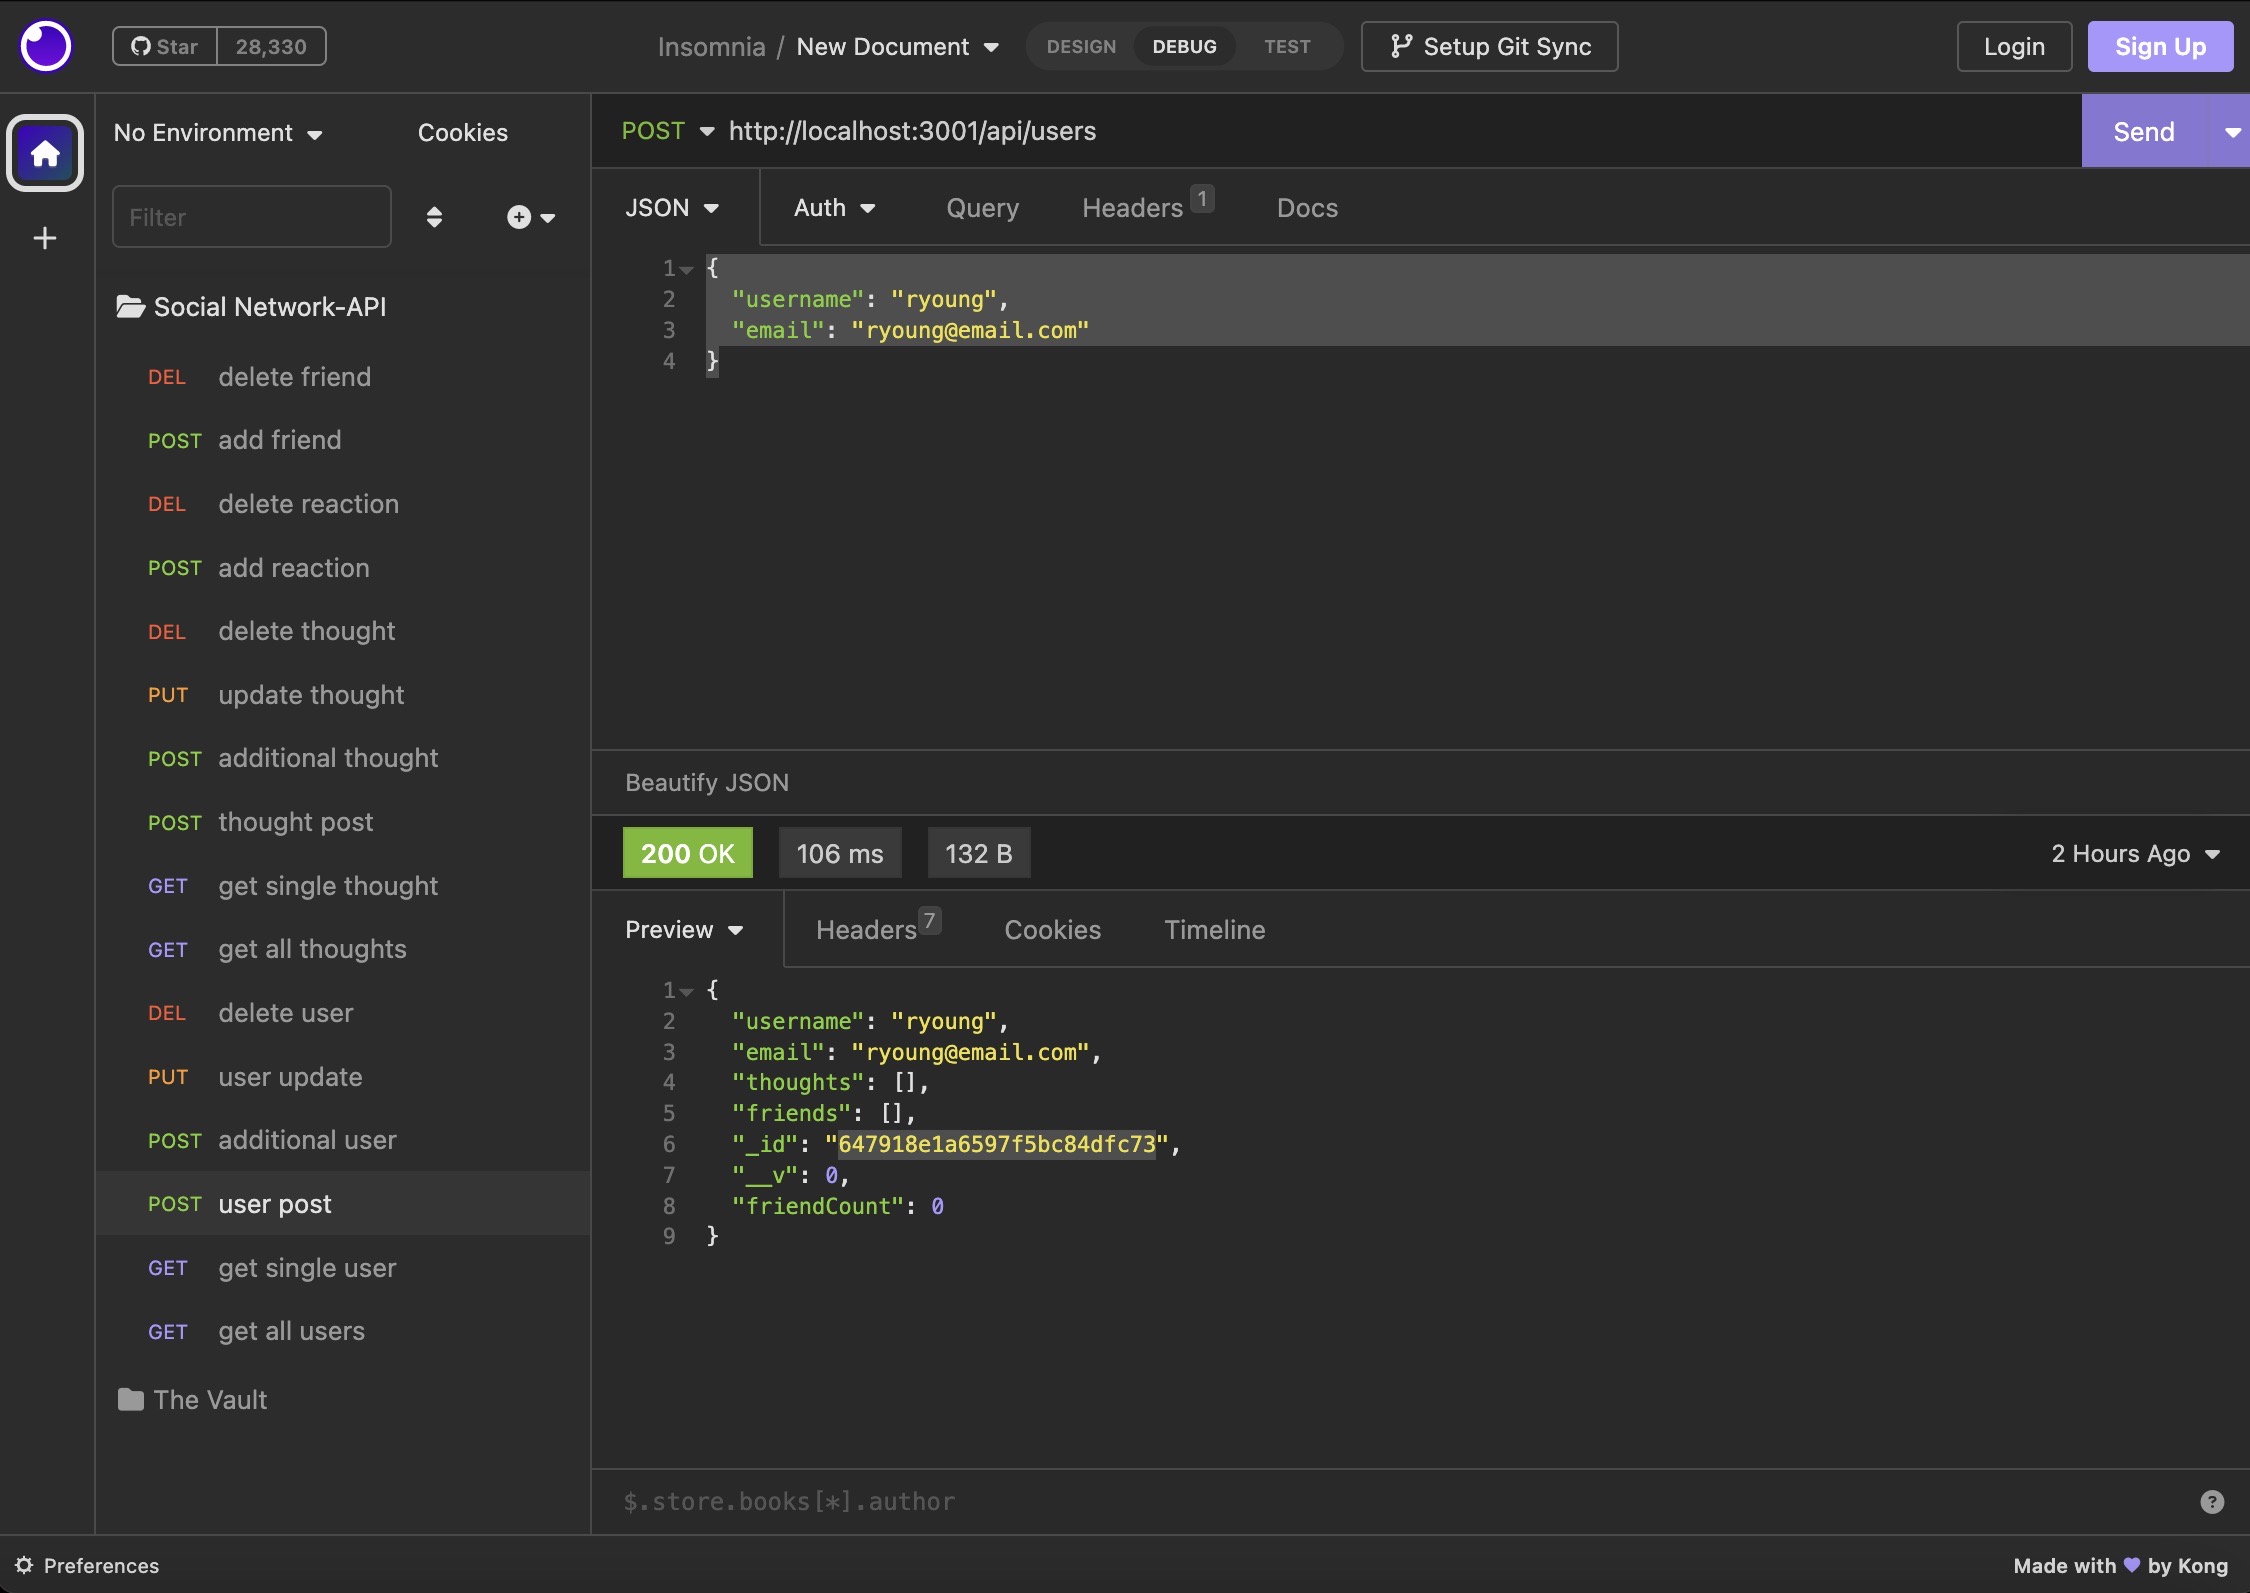 Star 28,330
Insomnia / New Document
DESIGN DEBUG TEST
Setup Git Sync
Login
Sign Up
No Environment
Cookies
Filter
Social Network-API
DEL delete friend
POST add friend
DEL delete reaction
POST add reaction
DEL delete thought
PUT update thought
POST additional thought
POST thought post
GET get single thought
GET get all thoughts
DEL delete user
PUT user update
POST additional user
POST user post
GET get single user
GET get all users
The Vault
POST http://localhost:3001/api/users
Send
JSON Auth Query Headers 1 Docs
1 {
2 "username": "ryoung",
3 "email": "ryoung@email.com"
4 }
Beautify JSON
200 OK 106 ms 132 B 2 Hours Ago
Preview Headers 7 Cookies Timeline
1 {
2 "username": "ryoung",
3 "email": "ryoung@email.com",
4 "thoughts": [],
5 "friends": [],
6 "_id": "647918e1a6597f5bc84dfc73",
7 "__v": 0,
8 "friendCount": 0
9 }
$.store.books[*].author
?
Preferences
Made with 💜 by Kong